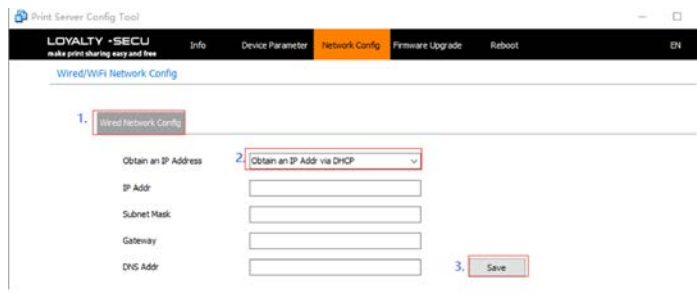 Print Server Config Tool
LOYALTY -SECU
make print sharing easy and free
Info Device Parameter Network Config Firmware Upgrade Reboot EN
Wired/WiFi Network Config
1. Wired Network Config
Obtain an IP Address 2. Obtain an IP Addr via DHCP
IP Addr
Subnet Mask
Gateway
DNS Addr 3. Save